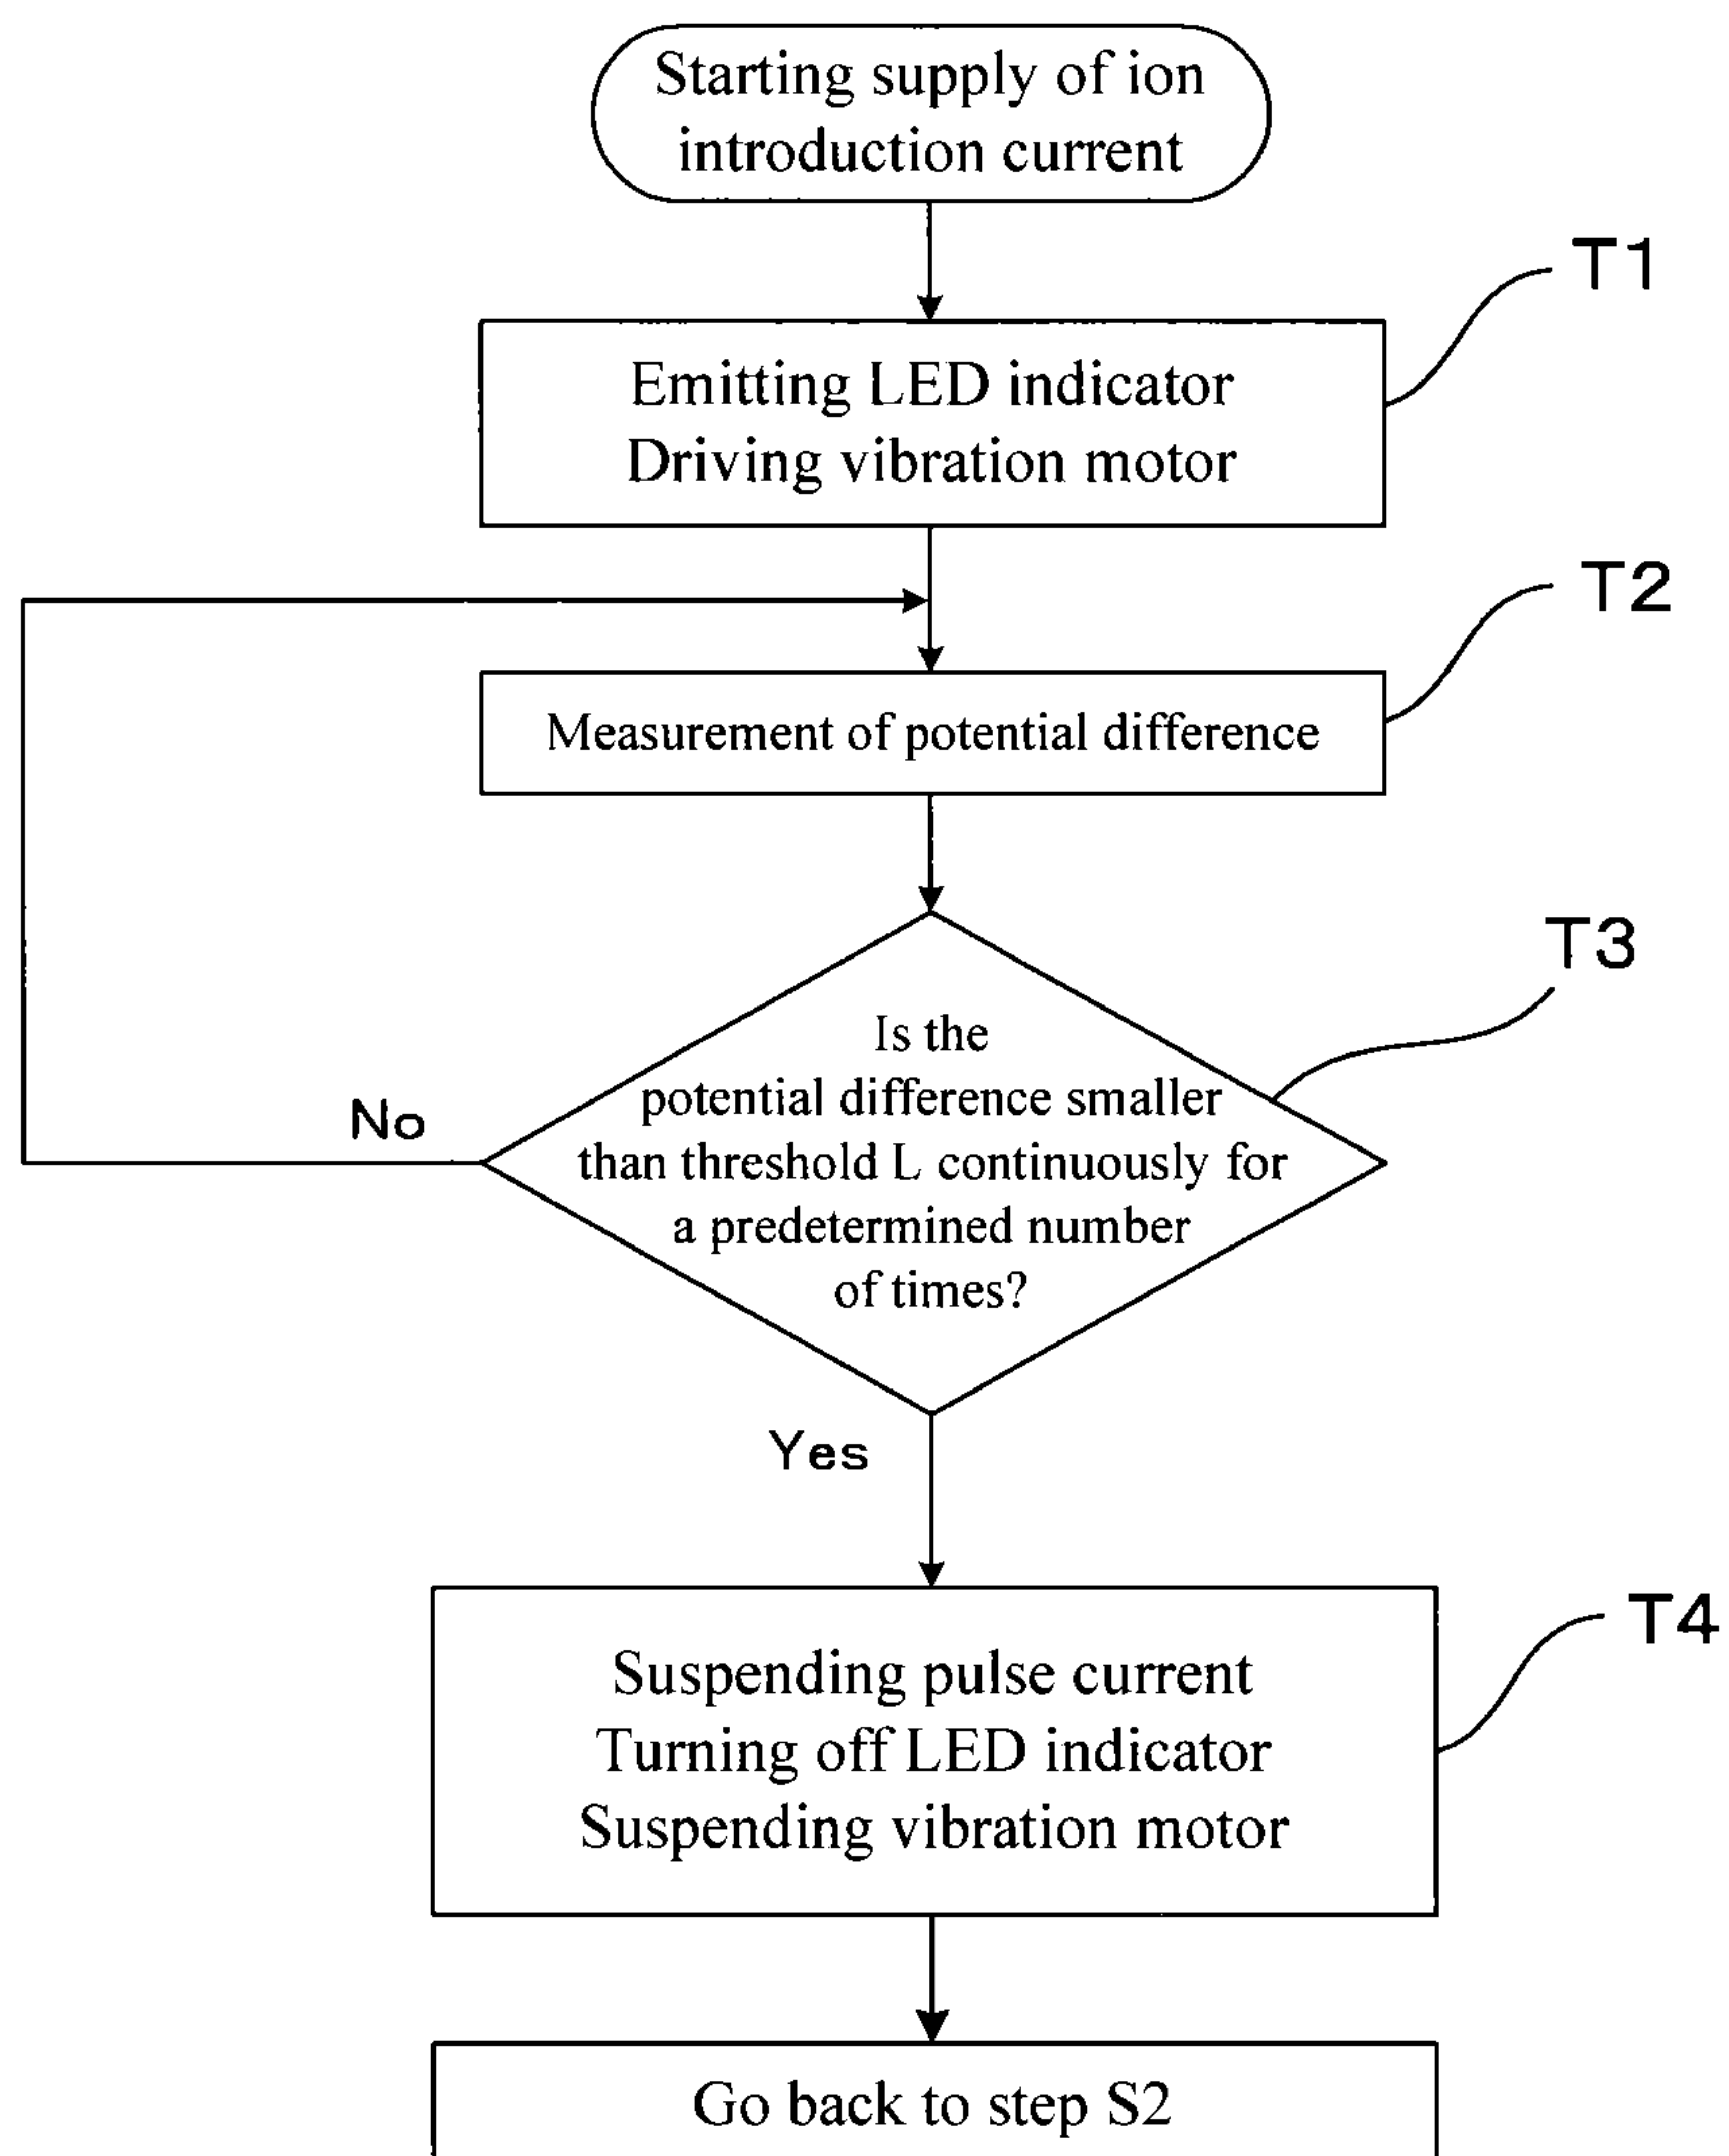 Starting supply of ion
introduction current
T1
Emitting LED indicator
Driving vibration motor
T2
Measurement of potential difference
T3
Is the
potential difference smaller
than threshold L continuously for
a predetermined number
of times?
No
Yes
T4
Suspending pulse current
Turning off LED indicator
Suspending vibration motor
Go back to step S2